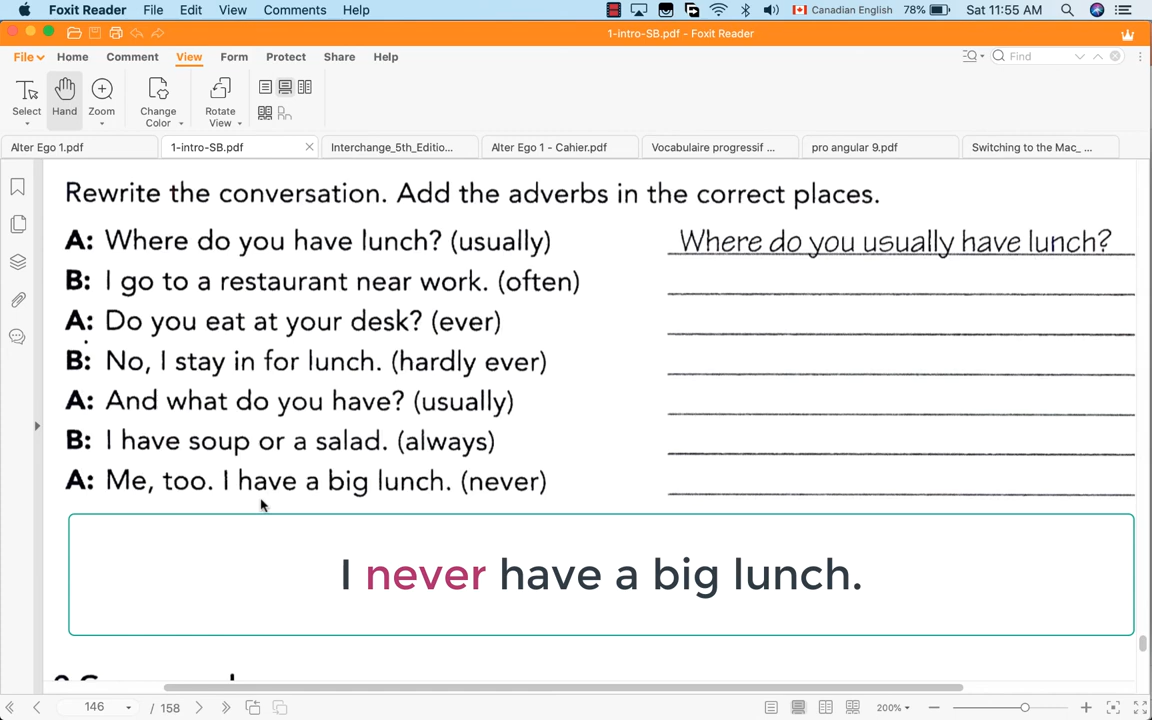 Foxit Reader File Edit View Comments Help Canadian English 78% Sat 11:55 AM
1-intro-SB.pdf - Foxit Reader
File Home Comment View Form Protect Share Help Find
Select Hand Zoom Change Color Rotate View
Alter Ego 1.pdf 1-intro-SB.pdf Interchange_5th_Editio... Alter Ego 1 - Cahier.pdf Vocabulaire progressif ... pro angular 9.pdf Switching to the Mac_ ...
Rewrite the conversation. Add the adverbs in the correct places.
A: Where do you have lunch? (usually) Where do you usually have lunch?
B: I go to a restaurant near work. (often)
A: Do you eat at your desk? (ever)
B: No, I stay in for lunch. (hardly ever)
A: And what do you have? (usually)
B: I have soup or a salad. (always)
A: Me, too. I have a big lunch. (never)
I never have a big lunch.
146 / 158 200%